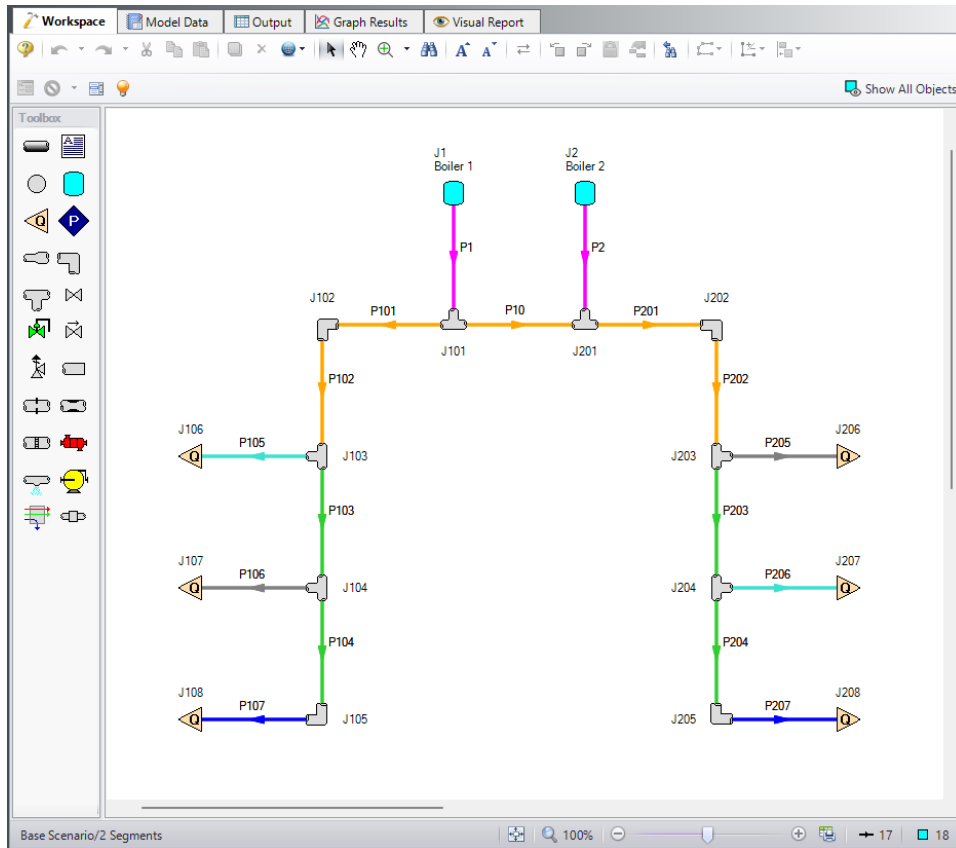 Workspace Model Data Output Graph Results Visual Report
A A
Show All Objects
Toolbox
A
Q P
J1 J2
Boiler 1 Boiler 2
P1 P2
J102 P101 P10 P201 J202
J101 J201
P102 P202
J106 P105 J103 J203 P205 J206
Q Q
P103 P203
J107 P106 J104 J204 P206 J207
Q Q
P104 P204
J108 P107 J105 J205 P207 J208
Q Q
Base Scenario/2 Segments 100% 17 18